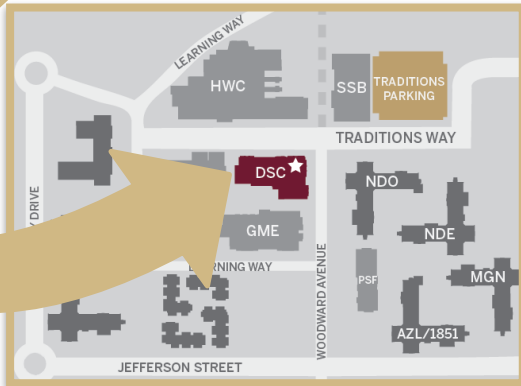 LEARNING WAY
HWC
SSB
TRADITIONS
PARKING
TRADITIONS WAY
DSC
NDO
GME
NDE
DRIVE
WOODWARD AVENUE
PSF
MGN
AZL/1851
JEFFERSON STREET